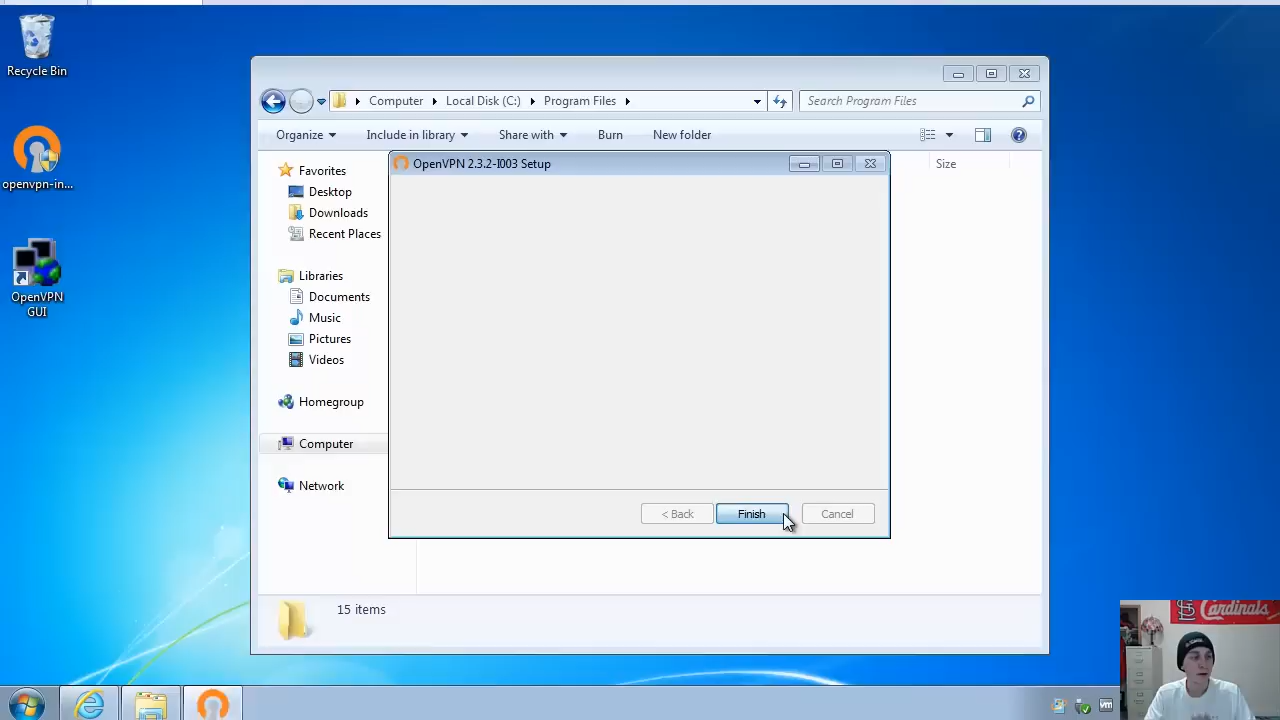 Recycle Bin
openvpn-in...
OpenVPN
GUI
Computer
Local Disk (C:)
Program Files
Search Program Files
Organize
Include in library
Share with
Burn
New folder
OpenVPN 2.3.2-I003 Setup
Size
Favorites
Desktop
Downloads
Recent Places
Libraries
Documents
Music
Pictures
Videos
Homegroup
Computer
Network
< Back
Finish
Cancel
15 items
Cardinals
vm